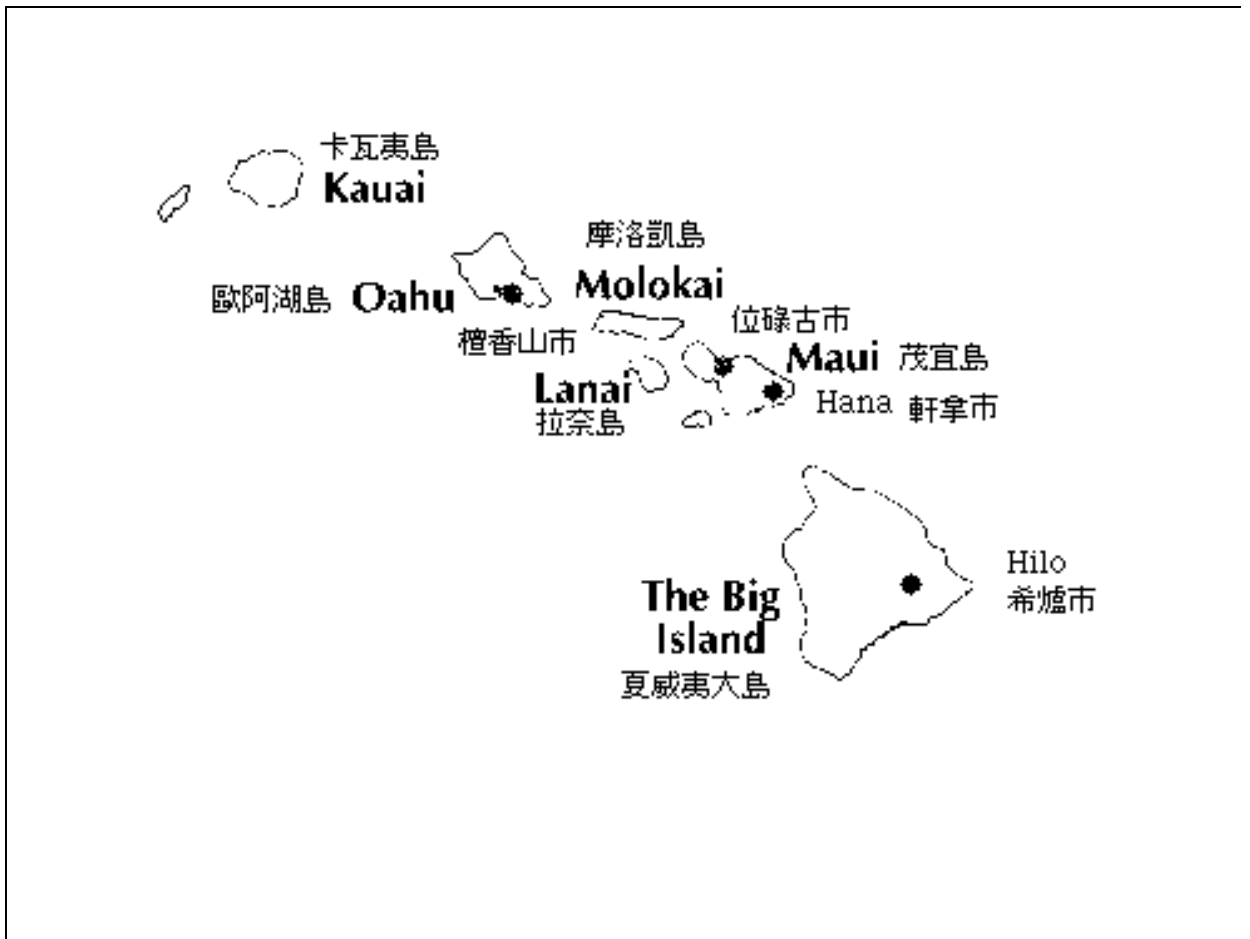 卡瓦夷島
Kauai
摩洛凱島
Molokai
歐阿湖島 Oahu
檀香山市
位碌古市
Maui 茂宜島
Lanai
拉奈島
Hana 軒拿市
Hilo
希爐市
The Big
Island
夏威夷大島